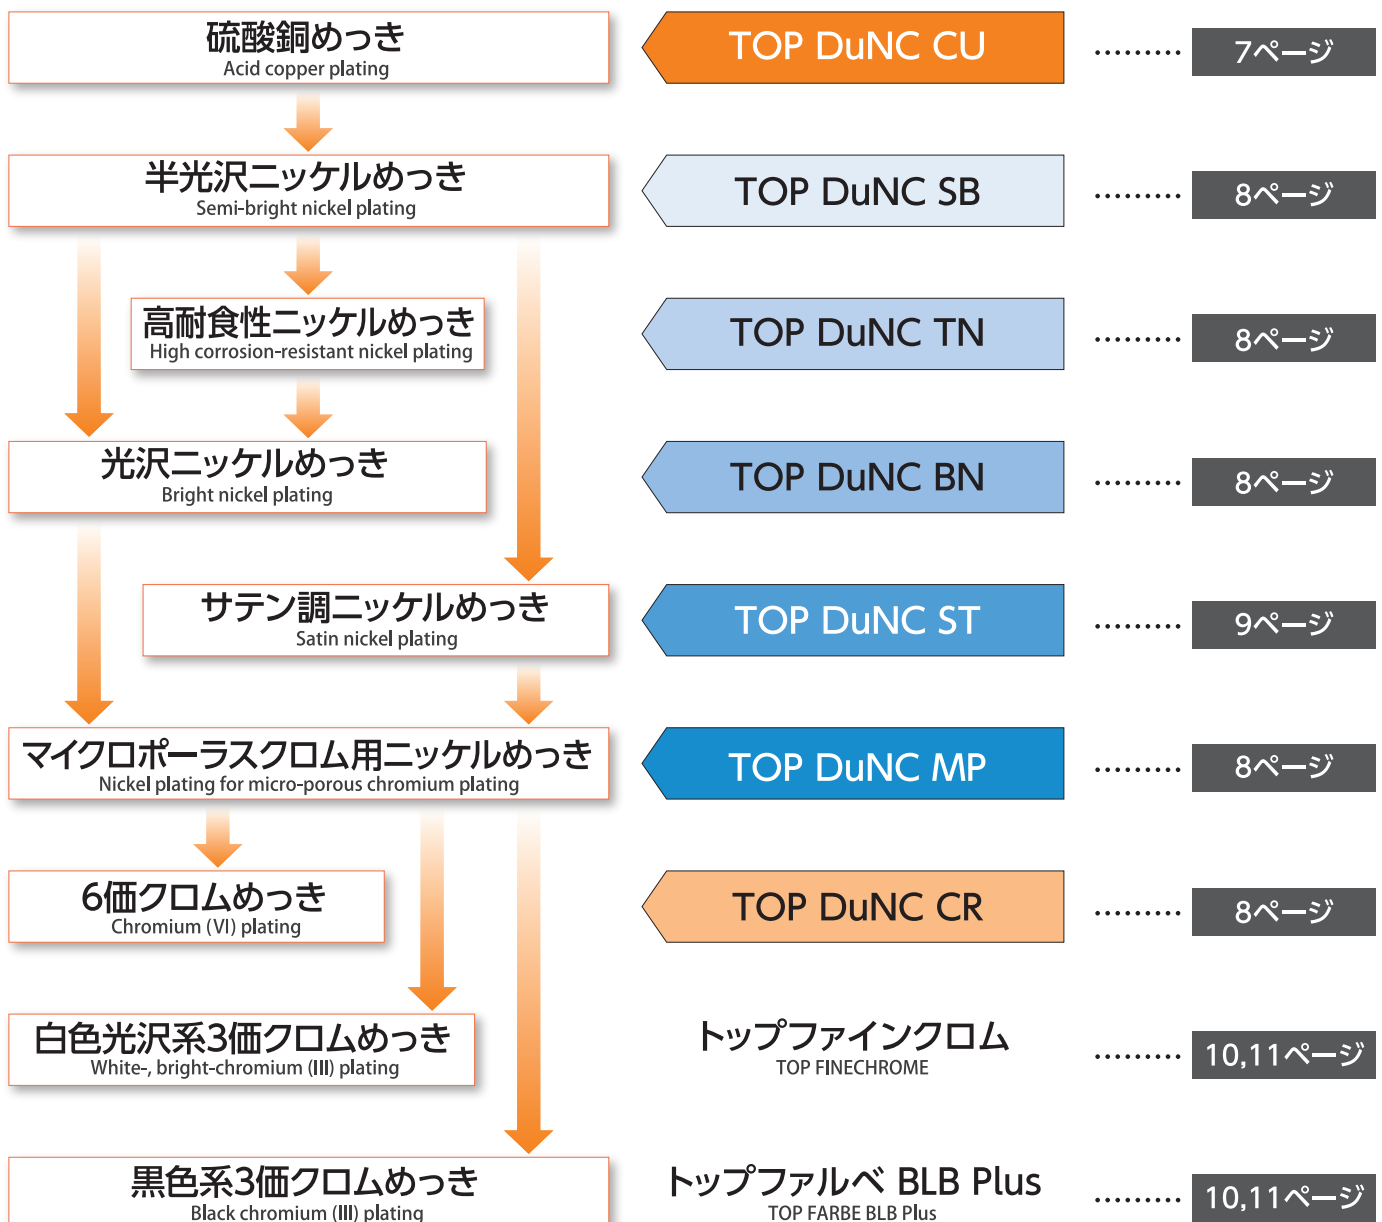 硫酸銅めっき
Acid copper plating
TOP DuNC CU
………
7ページ
半光沢ニッケルめっき
Semi-bright nickel plating
TOP DuNC SB
………
8ページ
高耐食性ニッケルめっき
High corrosion-resistant nickel plating
TOP DuNC TN
………
8ページ
光沢ニッケルめっき
Bright nickel plating
TOP DuNC BN
………
8ページ
サテン調ニッケルめっき
Satin nickel plating
TOP DuNC ST
………
9ページ
マイクロポーラスクロム用ニッケルめっき
Nickel plating for micro-porous chromium plating
TOP DuNC MP
………
8ページ
6価クロムめっき
Chromium (VI) plating
TOP DuNC CR
………
8ページ
白色光沢系3価クロムめっき
White-, bright-chromium (III) plating
トップファインクロム
TOP FINECHROME
………
10,11ページ
黒色系3価クロムめっき
Black chromium (III) plating
トップファルベ BLB Plus
TOP FARBE BLB Plus
………
10,11ページ